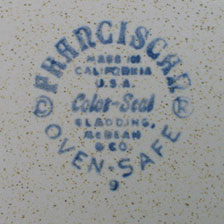 FRANCISCAN
MADE IN
CALIFORNIA
U.S.A.
Color-Seal
GLADDING,
McBEAN
& CO.
OVEN-SAFE
9